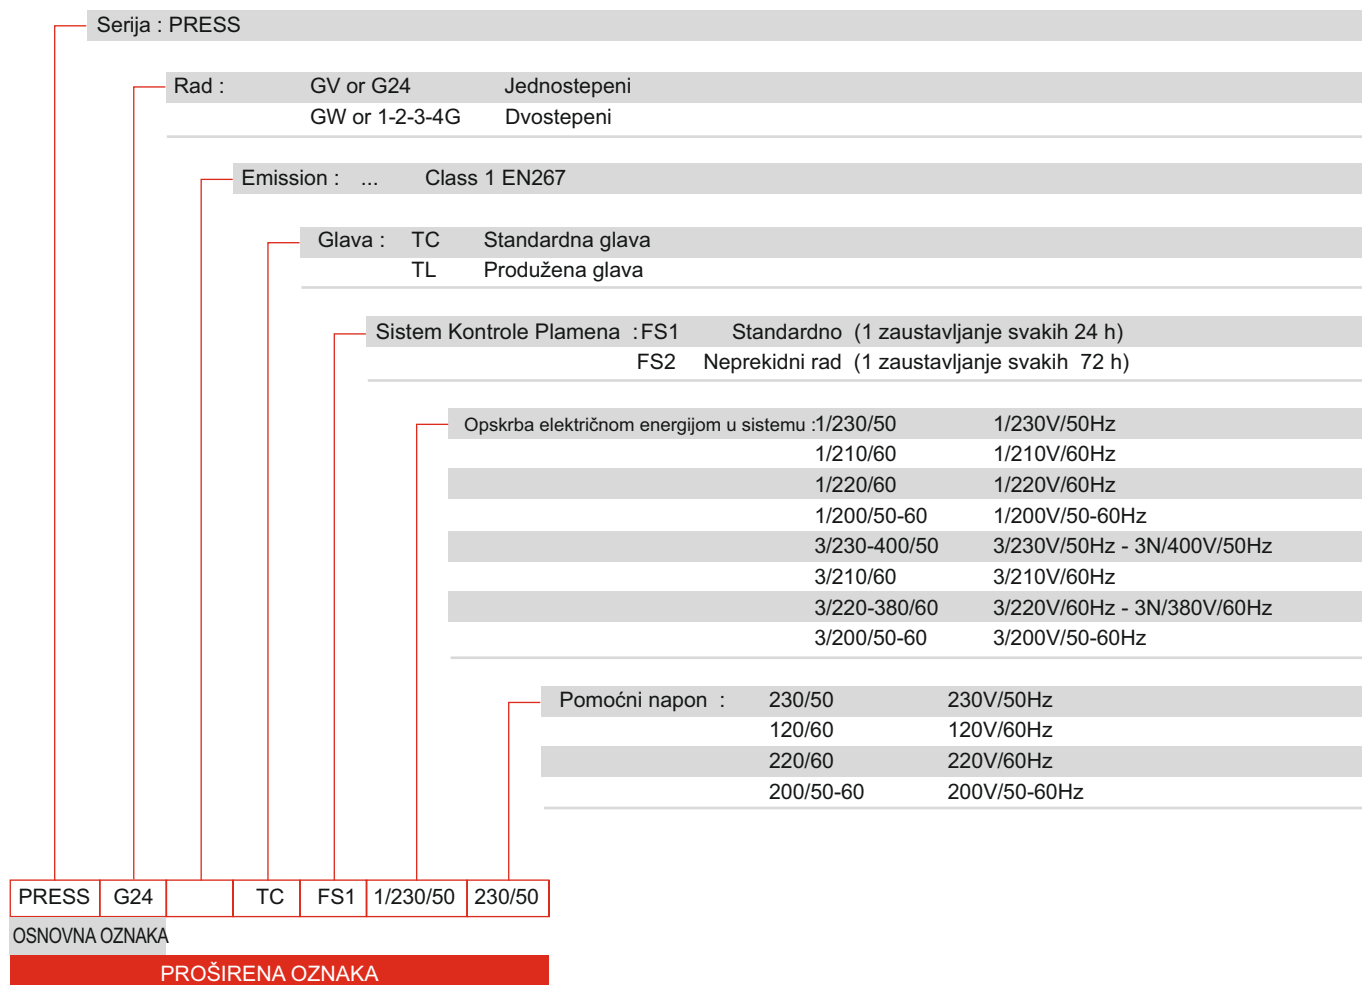 Serija : PRESS
Rad : GV or G24 Jednostepeni
GW or 1-2-3-4G Dvostepeni
Emission : ... Class 1 EN267
Glava : TC Standardna glava
TL Produžena glava
Sistem Kontrole Plamena : FS1 Standardno (1 zaustavljanje svakih 24 h)
FS2 Neprekidni rad (1 zaustavljanje svakih 72 h)
Opskrba električnom energijom u sistemu : 1/230/50 1/230V/50Hz
1/210/60 1/210V/60Hz
1/220/60 1/220V/60Hz
1/200/50-60 1/200V/50-60Hz
3/230-400/50 3/230V/50Hz - 3N/400V/50Hz
3/210/60 3/210V/60Hz
3/220-380/60 3/220V/60Hz - 3N/380V/60Hz
3/200/50-60 3/200V/50-60Hz
Pomoćni napon : 230/50 230V/50Hz
120/60 120V/60Hz
220/60 220V/60Hz
200/50-60 200V/50-60Hz
PRESS G24 TC FS1 1/230/50 230/50
OSNOVNA OZNAKA
PROŠIRENA OZNAKA